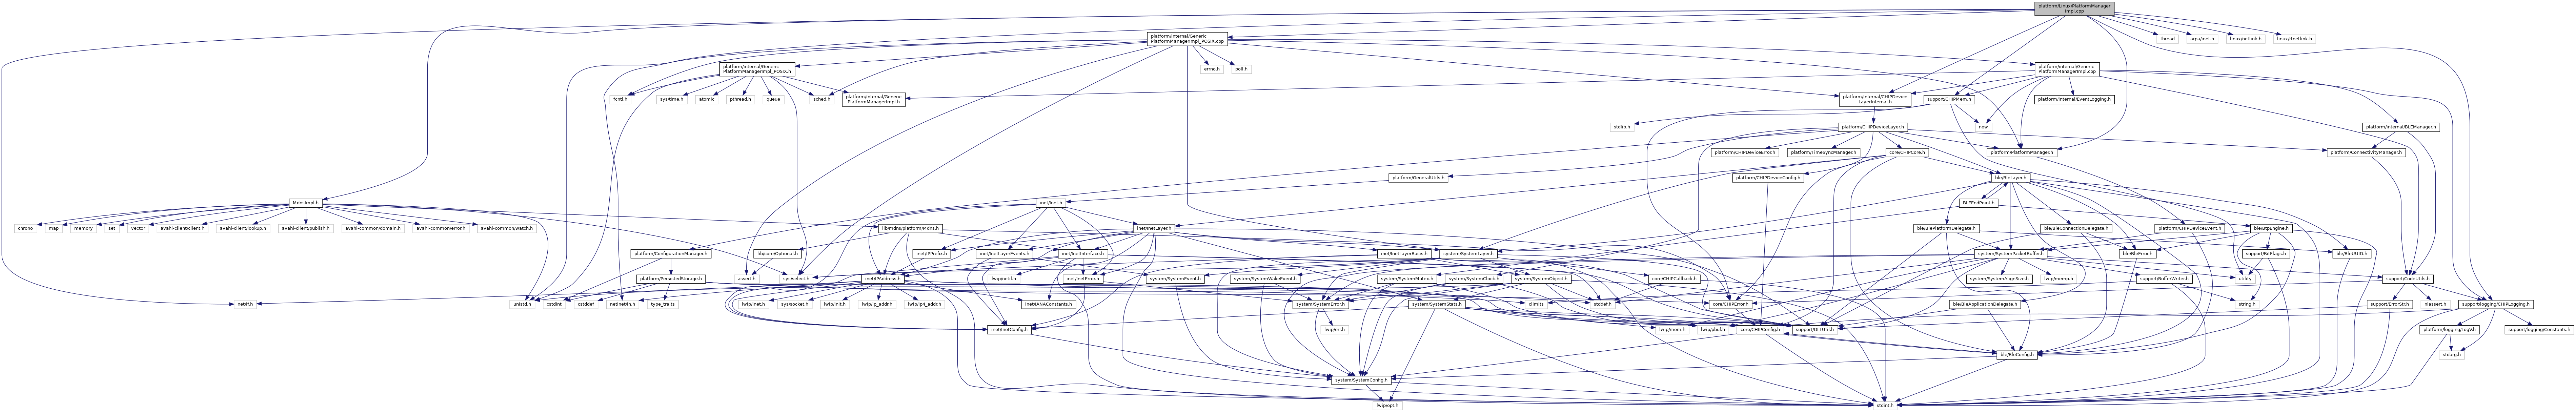 platform/Linux/PlatformManager
Impl.cpp
platform/internal/Generic
PlatformManagerImpl_POSIX.cpp
thread
arpa/inet.h
linux/netlink.h
linux/rtnetlink.h
platform/internal/Generic
PlatformManagerImpl_POSIX.h
errno.h
poll.h
platform/internal/Generic
PlatformManagerImpl.cpp
fcntl.h
sys/time.h
atomic
pthread.h
queue
sched.h
platform/internal/Generic
PlatformManagerImpl.h
platform/internal/CHIPDevice
LayerInternal.h
support/CHIPMem.h
platform/internal/EventLogging.h
stdlib.h
platform/CHIPDeviceLayer.h
new
platform/internal/BLEManager.h
platform/CHIPDeviceError.h
platform/TimeSyncManager.h
core/CHIPCore.h
platform/PlatformManager.h
platform/ConnectivityManager.h
platform/GeneralUtils.h
platform/CHIPDeviceConfig.h
ble/BleLayer.h
MdnsImpl.h
inet/Inet.h
BLEEndPoint.h
chrono
map
memory
set
vector
avahi-client/client.h
avahi-client/lookup.h
avahi-client/publish.h
avahi-common/domain.h
avahi-common/error.h
avahi-common/watch.h
lib/mdns/platform/Mdns.h
inet/InetLayer.h
ble/BlePlatformDelegate.h
ble/BleConnectionDelegate.h
platform/CHIPDeviceEvent.h
ble/BtpEngine.h
platform/ConfigurationManager.h
lib/core/Optional.h
inet/IPPrefix.h
inet/InetLayerEvents.h
inet/InetInterface.h
inet/InetLayerBasis.h
system/SystemLayer.h
system/SystemPacketBuffer.h
ble/BleError.h
support/BitFlags.h
ble/BleUUID.h
platform/PersistedStorage.h
assert.h
sys/select.h
inet/IPAddress.h
lwip/netif.h
inet/InetError.h
system/SystemEvent.h
system/SystemWakeEvent.h
system/SystemMutex.h
system/SystemClock.h
system/SystemObject.h
core/CHIPCallback.h
system/SystemAlignSize.h
lwip/memp.h
support/BufferWriter.h
utility
support/CodeUtils.h
net/if.h
unistd.h
cstdint
cstddef
netinet/in.h
type_traits
lwip/inet.h
sys/socket.h
lwip/init.h
lwip/ip_addr.h
lwip/ip4_addr.h
inet/IANAConstants.h
system/SystemError.h
system/SystemStats.h
climits
stddef.h
core/CHIPError.h
ble/BleApplicationDelegate.h
string.h
support/ErrorStr.h
nlassert.h
support/logging/CHIPLogging.h
inet/InetConfig.h
lwip/err.h
lwip/mem.h
lwip/pbuf.h
core/CHIPConfig.h
support/DLLUtil.h
platform/logging/LogV.h
support/logging/Constants.h
ble/BleConfig.h
stdarg.h
system/SystemConfig.h
lwip/opt.h
stdint.h